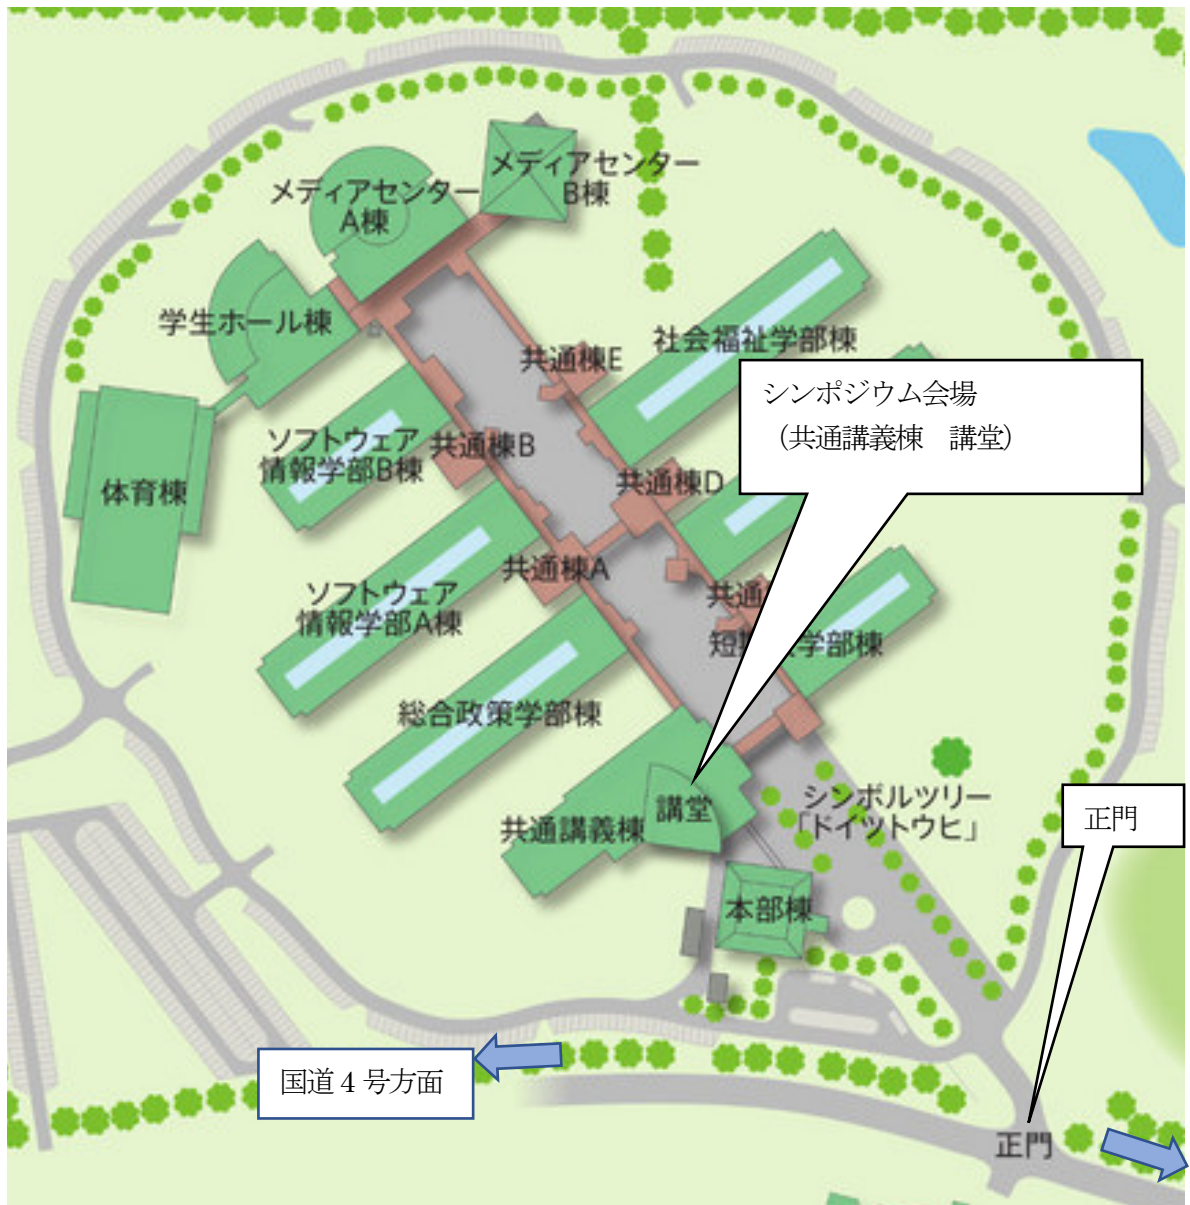 メディアセンター
B棟
メディアセンター
A棟
学生ホール棟
社会福祉学部棟
共通棟E
シンポジウム会場
（共通講義棟　講堂）
ソフトウェア
情報学部B棟
共通棟B
体育棟
共通棟D
共通棟A
ソフトウェア
情報学部A棟
共通
短 学部棟
総合政策学部棟
講堂
共通講義棟
シンボルツリー
「ドイツトウヒ」
正門
本部棟
国道４号方面
正門